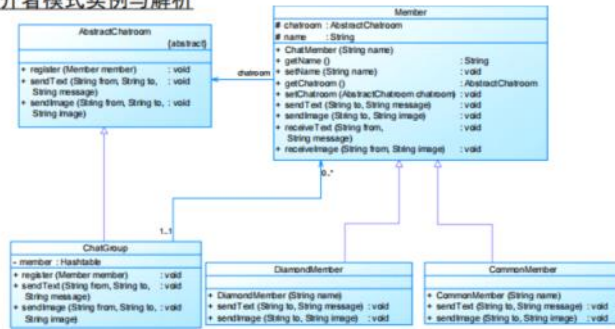 介者模式实例与解析
AbstractChatroom
{abstract}
+ register (Member member) : void
+ sendText (String from, String to, : void
String message)
+ sendImage (String from, String to, : void
String image)
chatroom
Member
# chatroom : AbstractChatroom
# name : String
+ ChatMember (String name)
+ getName () : String
+ setName (String name) : void
+ getChatroom () : AbstractChatroom
+ setChatroom (AbstractChatroom chatroom) : void
+ sendText (String to, String message) : void
+ sendImage (String to, String image) : void
+ receiveText (String from, : void
String message)
+ receiveImage (String from, String image) : void
0..*
1..1
ChatGroup
- member : Hashtable
+ register (Member member) : void
+ sendText (String from, String to, : void
String message)
+ sendImage (String from, String to, : void
String image)
DiamondMember
+ DiamondMember (String name)
+ sendText (String to, String message) : void
+ sendImage (String to, String image) : void
CommonMember
+ CommonMember (String name)
+ sendText (String to, String message) : void
+ sendImage (String to, String image) : void